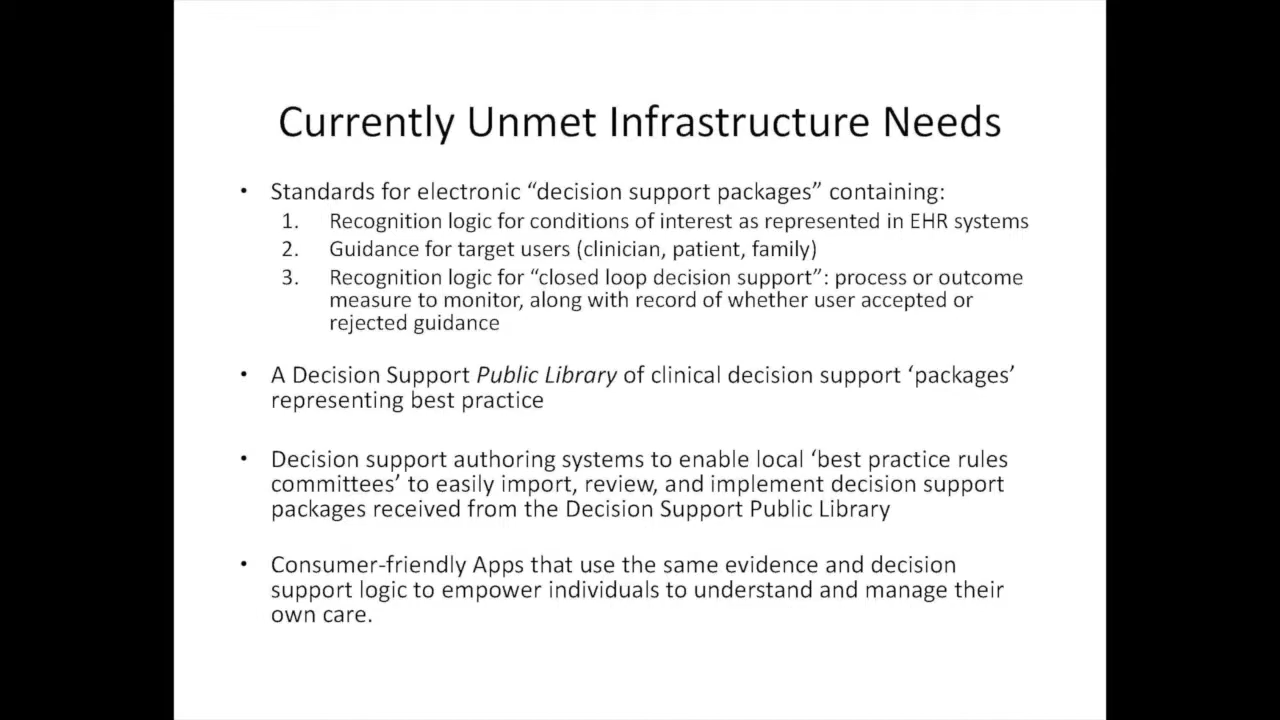 Currently Unmet Infrastructure Needs
• Standards for electronic “decision support packages” containing:
1. Recognition logic for conditions of interest as represented in EHR systems
2. Guidance for target users (clinician, patient, family)
3. Recognition logic for “closed loop decision support”: process or outcome
measure to monitor, along with record of whether user accepted or
rejected guidance
• A Decision Support Public Library of clinical decision support ‘packages’
representing best practice
• Decision support authoring systems to enable local ‘best practice rules
committees’ to easily import, review, and implement decision support
packages received from the Decision Support Public Library
• Consumer-friendly Apps that use the same evidence and decision
support logic to empower individuals to understand and manage their
own care.